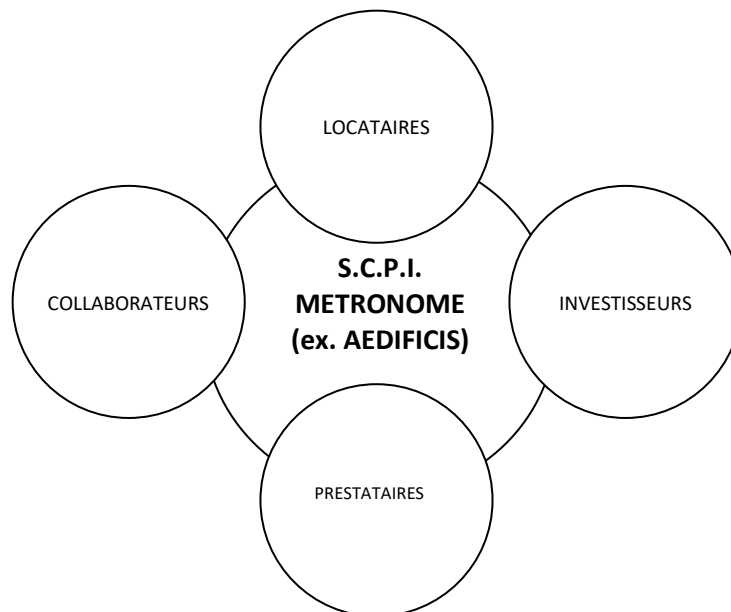 LOCATAIRES
COLLABORATEURS
S.C.P.I.
METRONOME
(ex. AEDIFICIS)
INVESTISSEURS
PRESTATAIRES